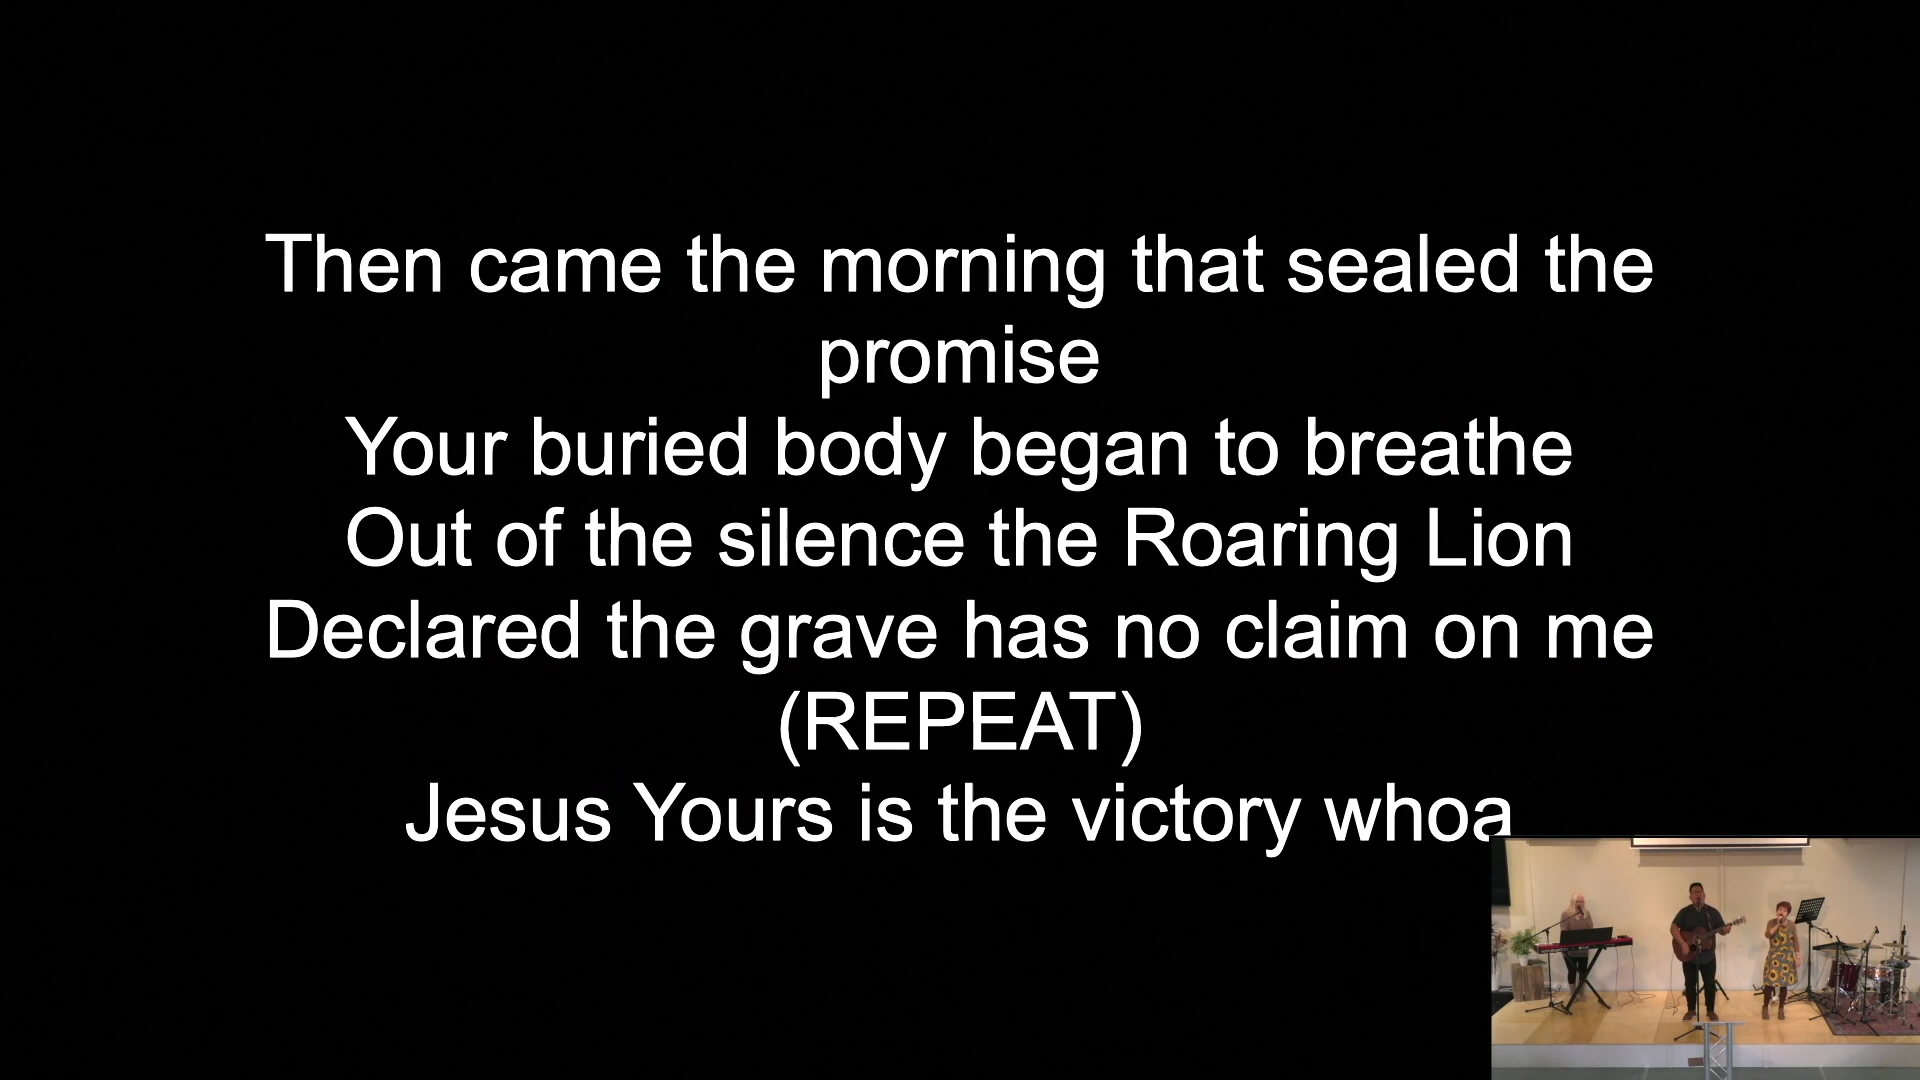 Then came the morning that sealed the
promise
Your buried body began to breathe
Out of the silence the Roaring Lion
Declared the grave has no claim on me
(REPEAT)
Jesus Yours is the victory whoa